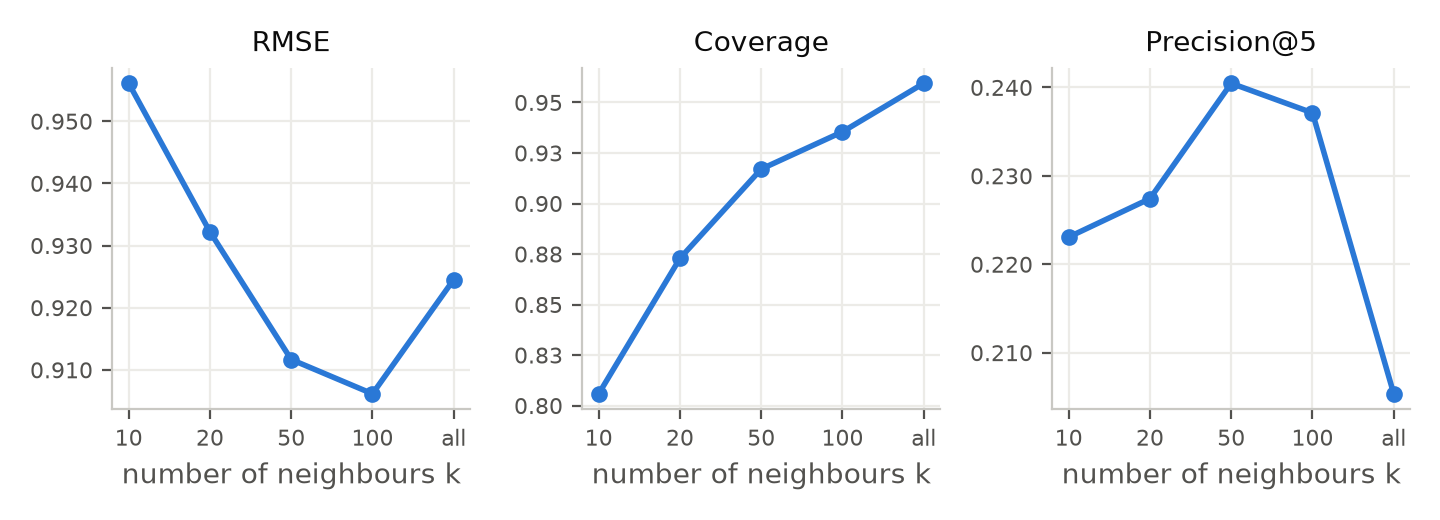 RMSE
0.950
0.940
0.930
0.920
0.910
10 20 50 100 all
number of neighbours k
Coverage
0.95
0.93
0.90
0.88
0.85
0.83
0.80
10 20 50 100 all
number of neighbours k
Precision@5
0.240
0.230
0.220
0.210
10 20 50 100 all
number of neighbours k